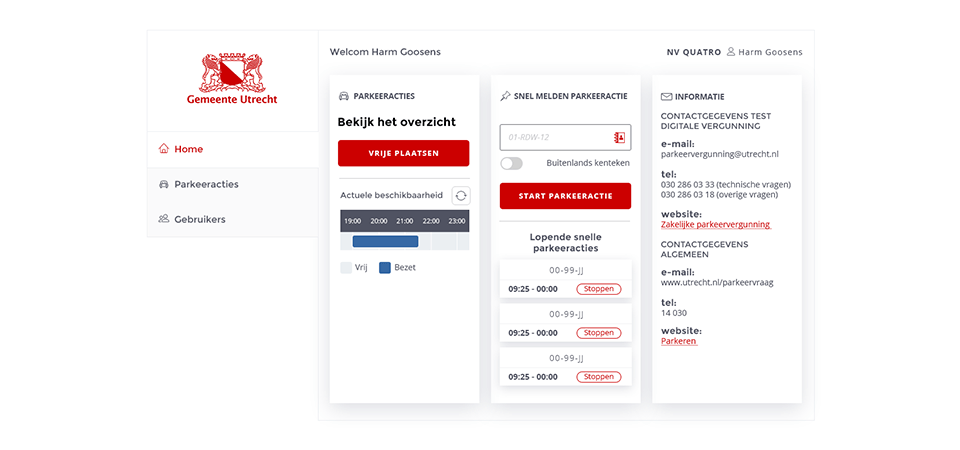 Gemeente Utrecht
Home
Parkeeracties
Gebruikers
Welcom Harm Goosens
NV QUATRO Harm Goosens
PARKEERACTIES
Bekijk het overzicht
VRIJE PLAATSEN
Actuele beschikbaarheid
19:00 20:00 21:00 22:00 23:00
Vrij Bezet
SNEL MELDEN PARKEERACTIE
01-RDW-12
Buitenlands kenteken
START PARKEERACTIE
Lopende snelle
parkeeracties
00-99-JJ
09:25 - 00:00 Stoppen
00-99-JJ
09:25 - 00:00 Stoppen
00-99-JJ
09:25 - 00:00 Stoppen
INFORMATIE
CONTACTGEGEVENS TEST
DIGITALE VERGUNNING
e-mail:
parkeervergunning@utrecht.nl
tel:
030 286 03 33 (technische vragen)
030 286 03 18 (overige vragen)
website:
Zakelijke parkeervergunning
CONTACTGEGEVENS
ALGEMEEN
e-mail:
www.utrecht.nl/parkeervraag
tel:
14 030
website:
Parkeren